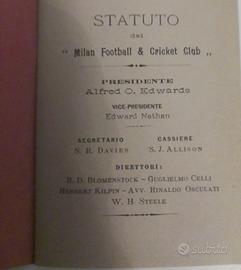 STATUTO
del
“ Milan Football & Cricket Club „
PRESIDENTE
Alfred O. Edwards
VICE-PRESIDENTE
Edward Nathan
SEGRETARIO CASSIERE
S. R. DAVIES S. J. ALLISON
DIRETTORI:
B. D. BLOMENSTOCK – GUGLIELMO CELLI
HERBERT KILPIN – AVV. RINALDO OSCULATI
W. H. STEELE
subito